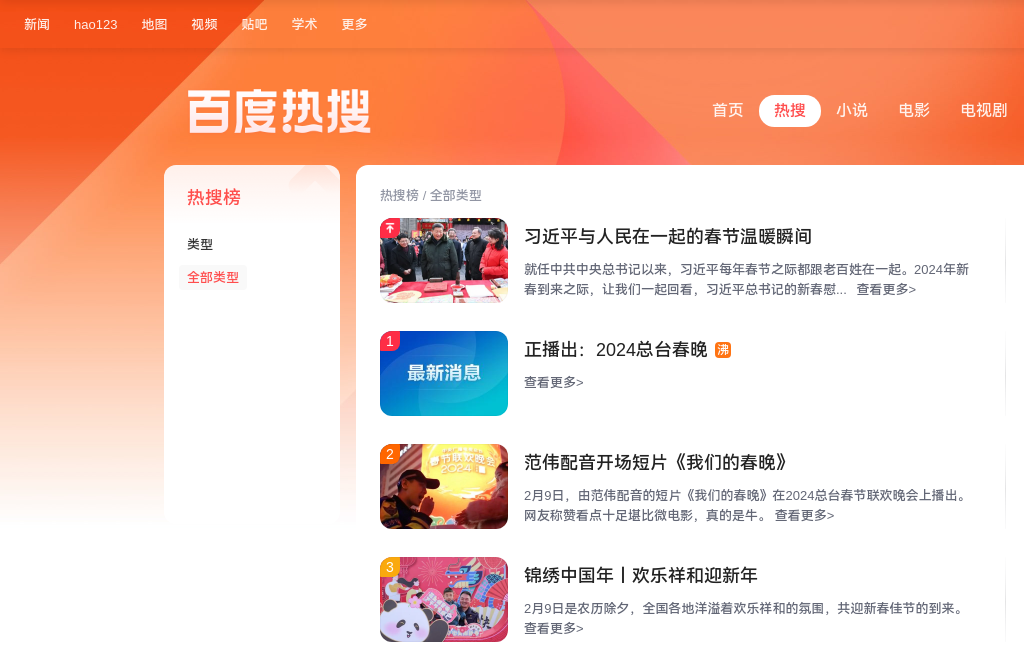 新闻
hao123
地图
视频
贴吧
学术
更多
百度热搜
首页
热搜
小说
电影
电视剧
热搜榜
类型
全部类型
热搜榜 / 全部类型
习近平与人民在一起的春节温暖瞬间
就任中共中央总书记以来，习近平每年春节之际都跟老百姓在一起。2024年新
春到来之际，让我们一起回看，习近平总书记的新春慰... 查看更多>
1
最新消息
正播出：2024总台春晚 沸
查看更多>
2
节联欢晚会
2024
范伟配音开场短片《我们的春晚》
2月9日，由范伟配音的短片《我们的春晚》在2024总台春节联欢晚会上播出。
网友称赞看点十足堪比微电影，真的是牛。 查看更多>
3
锦绣中国年丨欢乐祥和迎新年
2月9日是农历除夕，全国各地洋溢着欢乐祥和的氛围，共迎新春佳节的到来。
查看更多>